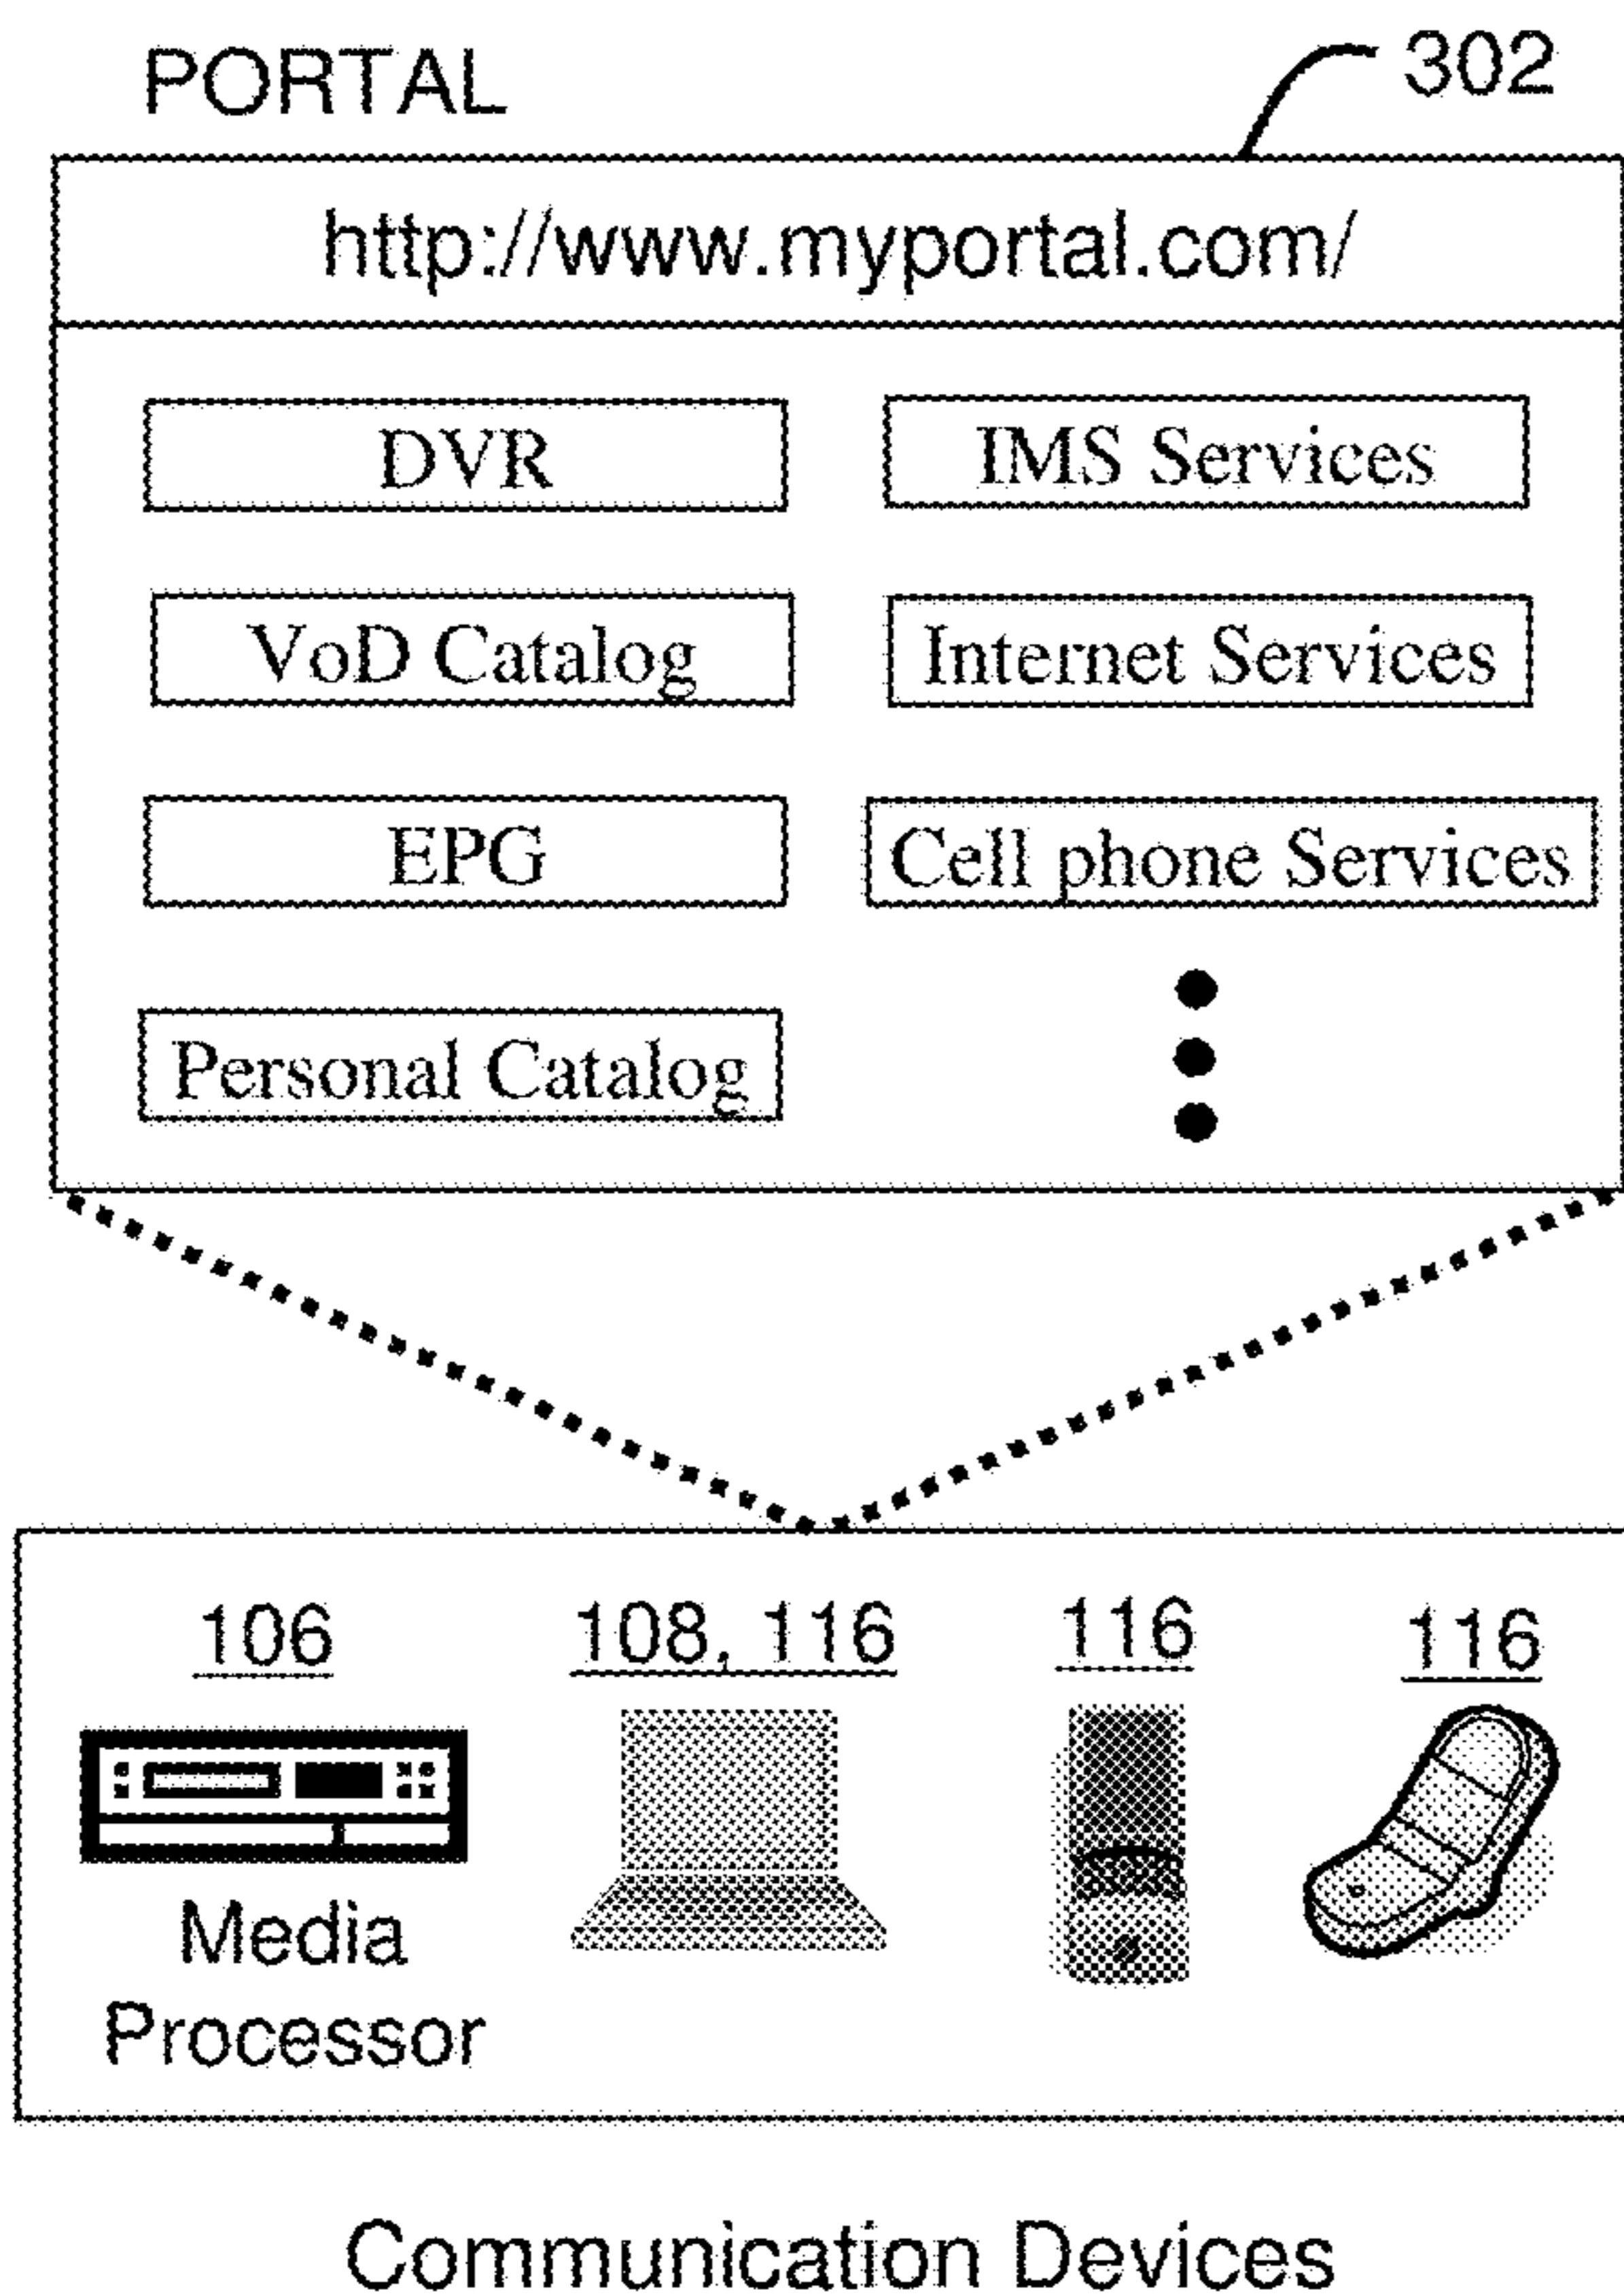 PORTAL
302
http://www.myportal.com/
DVR
IMS Services
VoD Catalog
Internet Services
EPG
Cell phone Services
Personal Catalog
106
108, 116
116
116
Media
Processor
Communication Devices